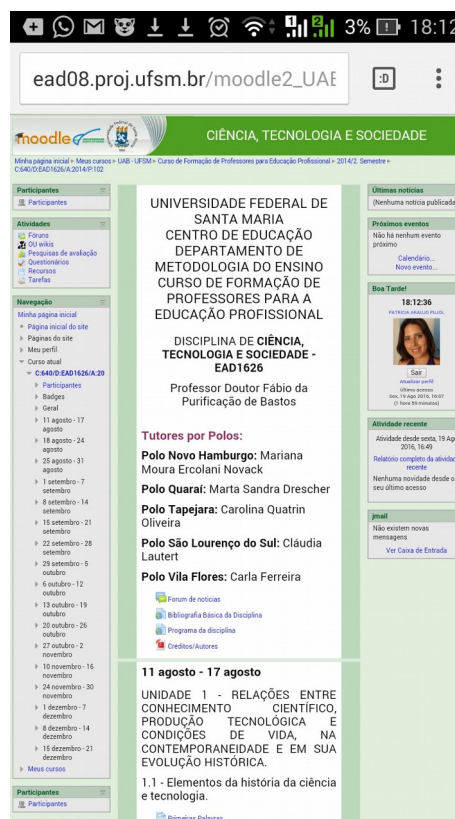 3% 18:12
ead08.proj.ufsm.br/moodle2_UAE
:D
moodle
CIÊNCIA, TECNOLOGIA E SOCIEDADE
Minha página inicial ▸ Meus cursos ▸ UAB - UFSM ▸ Curso de Formação de Professores para Educação Profissional ▸ 2014/2. Semestre ▸
C:640/D:EAD1626/A:2014/P:102
Participantes
Participantes
Atividades
Fóruns
OU wikis
Pesquisas de avaliação
Questionários
Recursos
Tarefas
Navegação
Minha página inicial
Página inicial do site
Páginas do site
Meu perfil
Curso atual
C:640/D:EAD1626/A:20
Participantes
Badges
Geral
11 agosto - 17
agosto
18 agosto - 24
agosto
25 agosto - 31
agosto
1 setembro - 7
setembro
8 setembro - 14
setembro
15 setembro - 21
setembro
22 setembro - 28
setembro
29 setembro - 5
outubro
6 outubro - 12
outubro
13 outubro - 19
outubro
20 outubro - 26
outubro
27 outubro - 2
novembro
10 novembro - 16
novembro
24 novembro - 30
novembro
1 dezembro - 7
dezembro
8 dezembro - 14
dezembro
15 dezembro - 21
dezembro
Meus cursos
Participantes
Participantes
UNIVERSIDADE FEDERAL DE
SANTA MARIA
CENTRO DE EDUCAÇÃO
DEPARTAMENTO DE
METODOLOGIA DO ENSINO
CURSO DE FORMAÇÃO DE
PROFESSORES PARA A
EDUCAÇÃO PROFISSIONAL
DISCIPLINA DE CIÊNCIA,
TECNOLOGIA E SOCIEDADE -
EAD1626
Professor Doutor Fábio da
Purificação de Bastos
Tutores por Polos:
Polo Novo Hamburgo: Mariana
Moura Ercolani Novack
Polo Quaraí: Marta Sandra Drescher
Polo Tapejara: Carolina Quatrin
Oliveira
Polo São Lourenço do Sul: Cláudia
Lautert
Polo Vila Flores: Carla Ferreira
Forum de notícias
Bibliografia Básica da Disciplina
Programa da disciplina
Créditos/Autores
11 agosto - 17 agosto
UNIDADE 1 - RELAÇÕES ENTRE
CONHECIMENTO CIENTÍFICO,
PRODUÇÃO TECNOLÓGICA E
CONDIÇÕES DE VIDA, NA
CONTEMPORANEIDADE E EM SUA
EVOLUÇÃO HISTÓRICA.
1.1 - Elementos da história da ciência
e tecnologia.
Primeiras Palavras
Últimas notícias
(Nenhuma notícia publicada
Próximos eventos
Não há nenhum evento
próximo
Calendário...
Novo evento...
Boa Tarde!
18:12:36
PATRICIA ARAUJO PUJOL
Sair
Atualizar perfil
Último acesso
Sex, 19 Ago 2016, 16:07
(1 hora 59 minutos)
Atividade recente
Atividade desde sexta, 19 Ago
2016, 16:49
Relatório completo da atividade
recente
Nenhuma novidade desde o
seu último acesso
jmail
Não existem novas
mensagens
Ver Caixa de Entrada